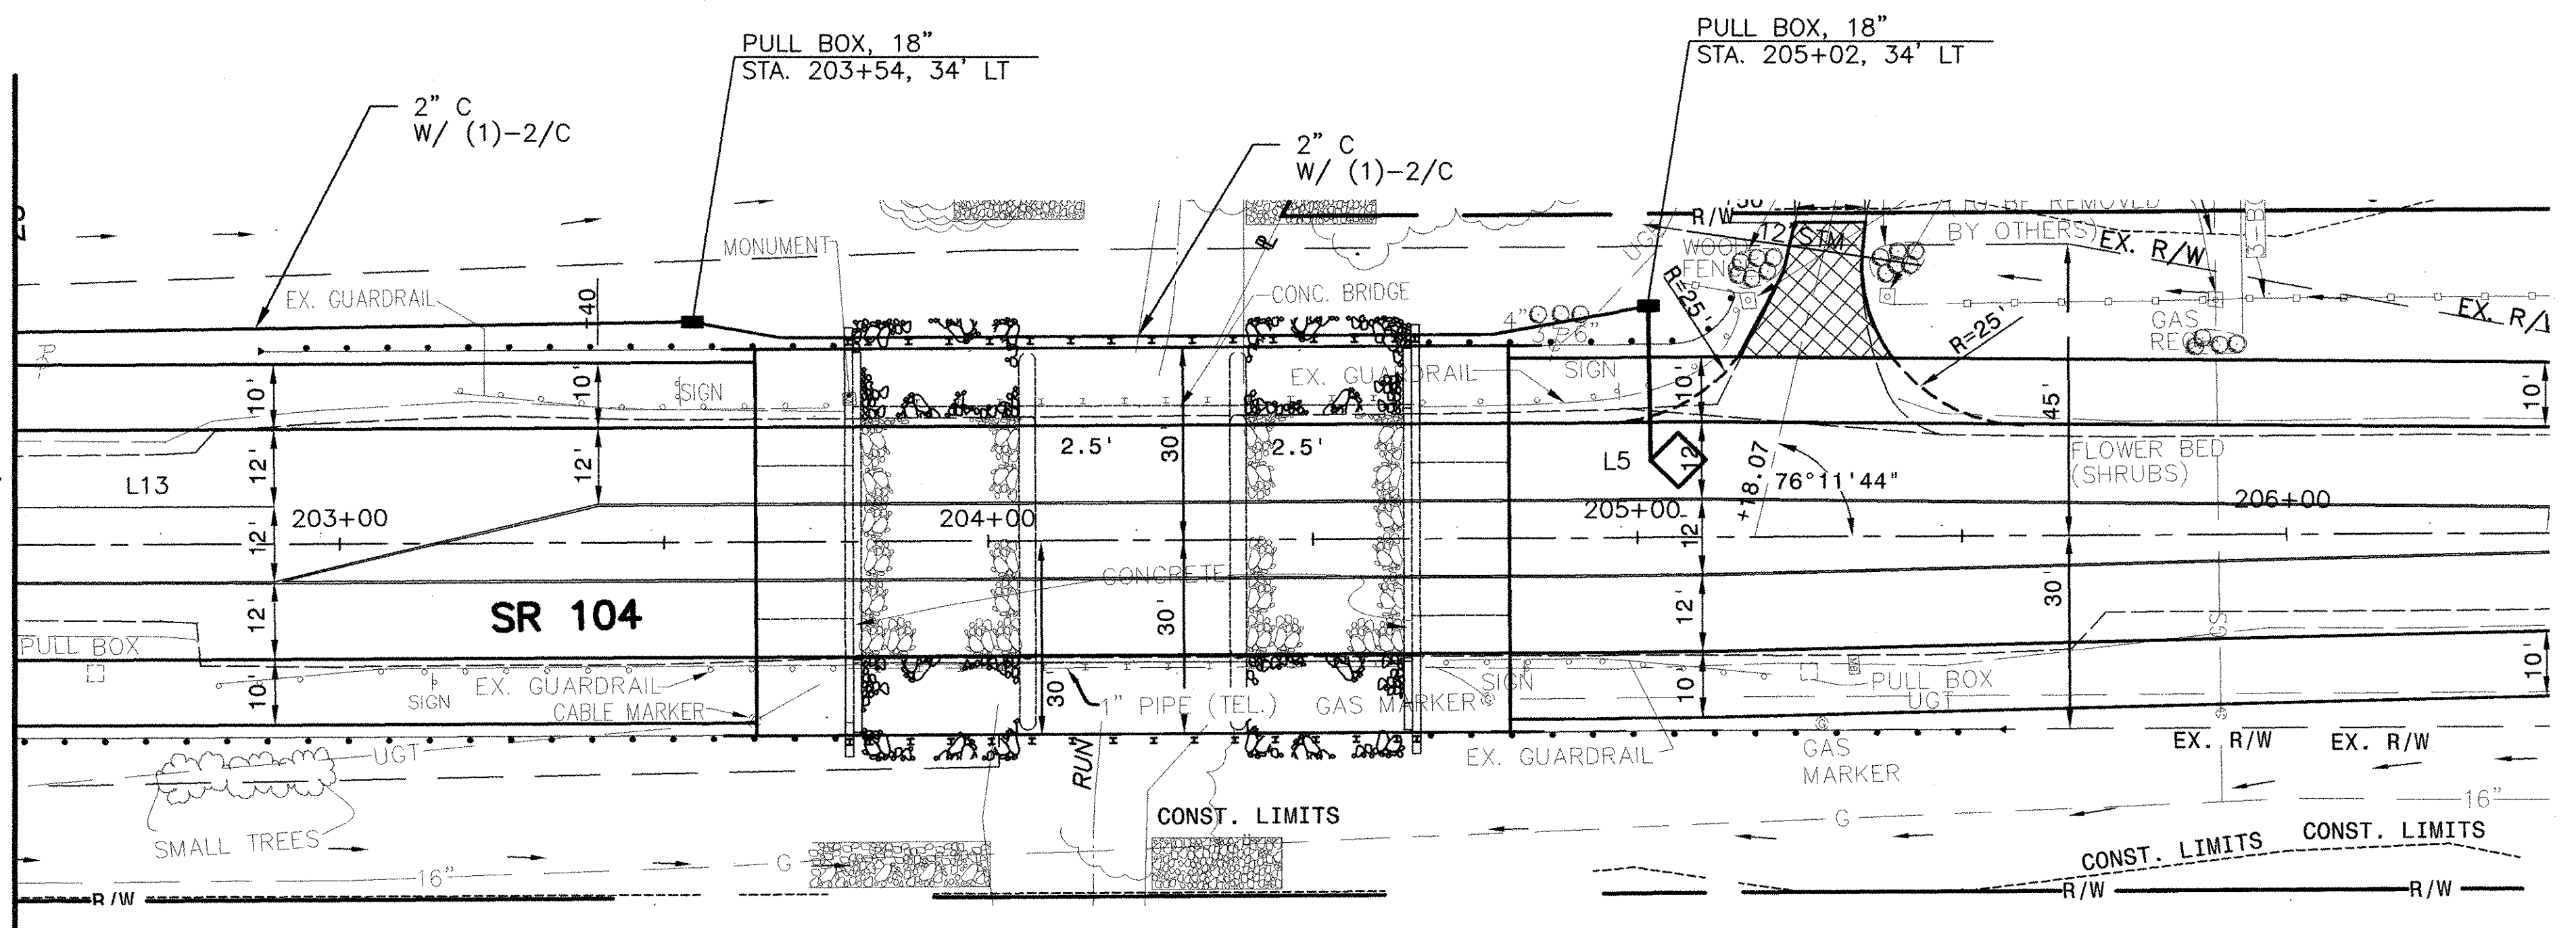 PULL BOX, 18"
STA. 203+54, 34' LT
PULL BOX, 18"
STA. 205+02, 34' LT
2" C
W/ (1)-2/C
2" C
W/ (1)-2/C
MONUMENT
EX. GUARDRAIL
+40
CONC. BRIDGE
R/W
12' STM
(TO BE REMOVED
BY OTHERS)
EX. R/W
UGT
WOOD
FENCE
R=25'
GAS
REG
EX. R/W
R=25'
SIGN
EX. GUARDRAIL
SIGN
10'
10'
10'
45'
10'
12'
12'
2.5'
30'
2.5'
L5
12'
+18.07
76°11'44"
FLOWER BED
(SHRUBS)
L13
203+00
204+00
205+00
206+00
12'
12'
CONCRETE
SR 104
12'
30'
12'
30'
PULL BOX
10'
SIGN
EX. GUARDRAIL
CABLE MARKER
30'
1" PIPE (TEL.)
GAS MARKER
SIGN
10'
PULL BOX
UGT
GS
10'
UGT
RUN
EX. GUARDRAIL
GAS
MARKER
EX. R/W
EX. R/W
SMALL TREES
CONST. LIMITS
G
16"
16"
G
CONST. LIMITS
CONST. LIMITS
R/W
R/W
R/W